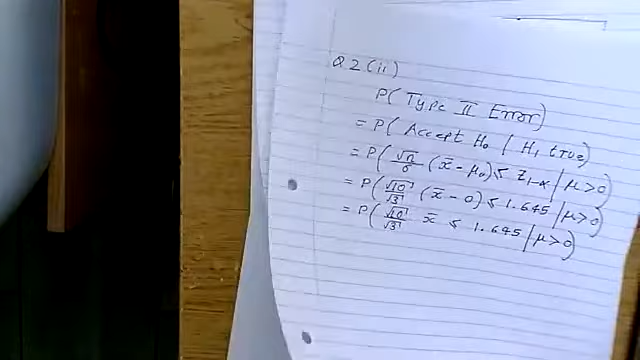 Q2(ii)
P(Type II Error)
= P(Accept H₀ | H₁ true)
= P(√n/σ (x̄ - μ₀) < Z₁₋α | μ>0)
= P(√10/√3 (x̄ - 0) < 1.645 | μ>0)
= P(√10/√3 x̄ < 1.645 | μ>0)